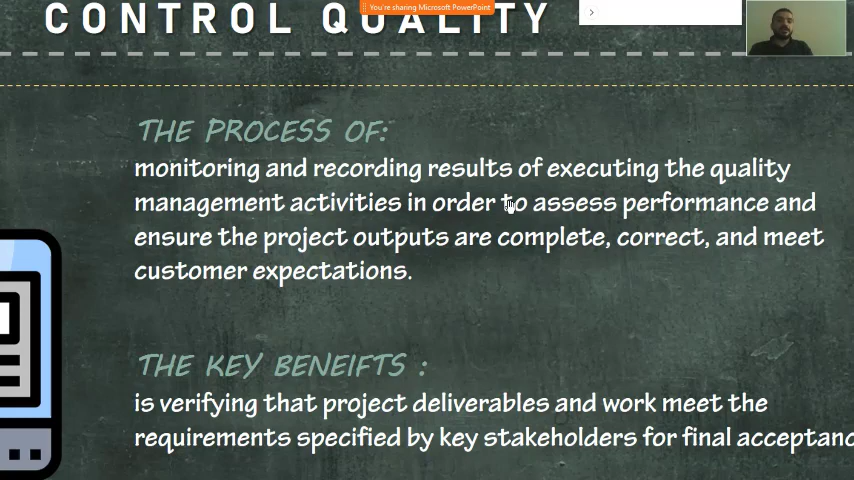 CONTROL QUALITY
You're sharing Microsoft PowerPoint
THE PROCESS OF:
monitoring and recording results of executing the quality
management activities in order to assess performance and
ensure the project outputs are complete, correct, and meet
customer expectations.
THE KEY BENEIFTS :
is verifying that project deliverables and work meet the
requirements specified by key stakeholders for final acceptanc